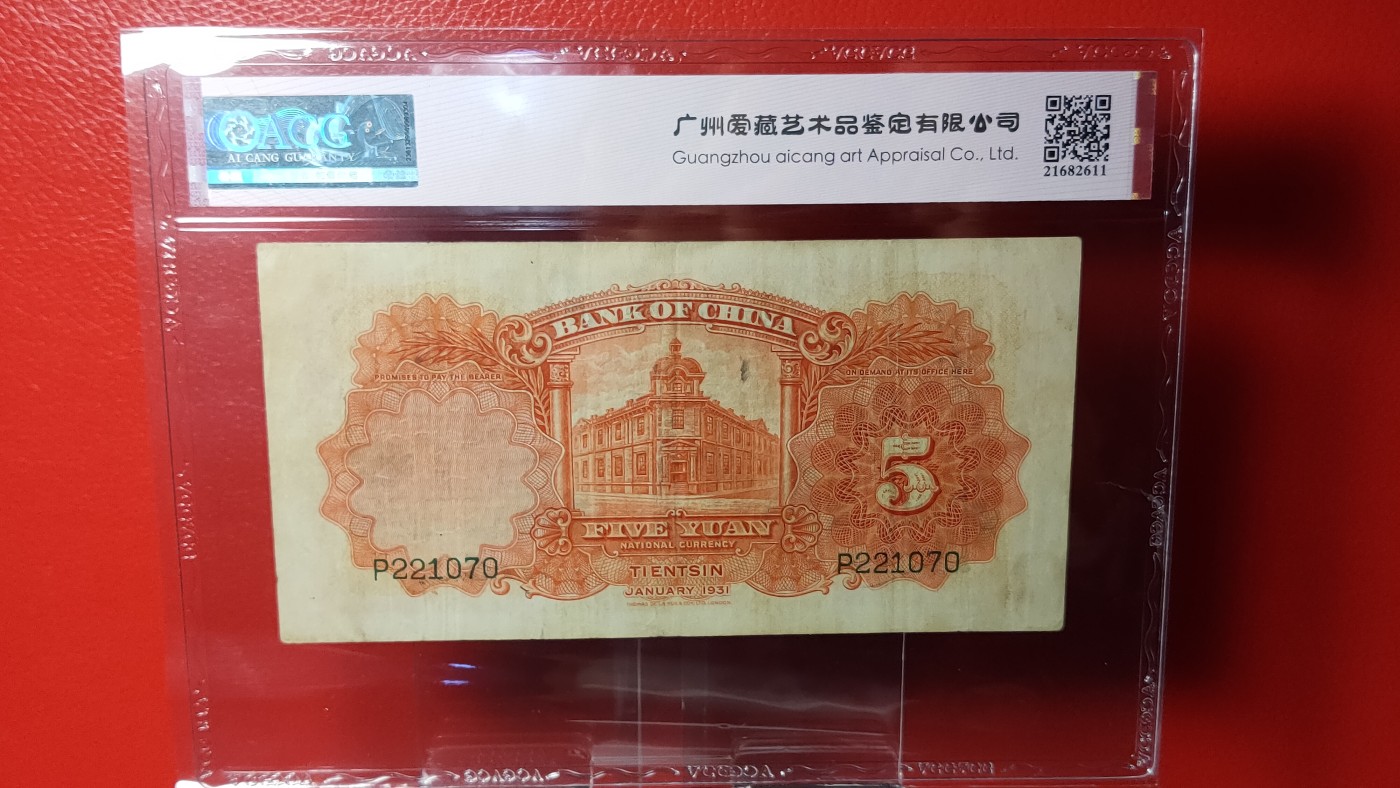 ACG
AI CANG GUARANTY
广州爱藏艺术品鉴定有限公司
Guangzhou aicang art Appraisal Co., Ltd.
21682611
BANK OF CHINA
PROMISES TO PAY THE BEARER
ON DEMAND AT ITS OFFICE HERE
5
FIVE YUAN
NATIONAL CURRENCY
P221070
P221070
TIENTSIN
JANUARY 1931